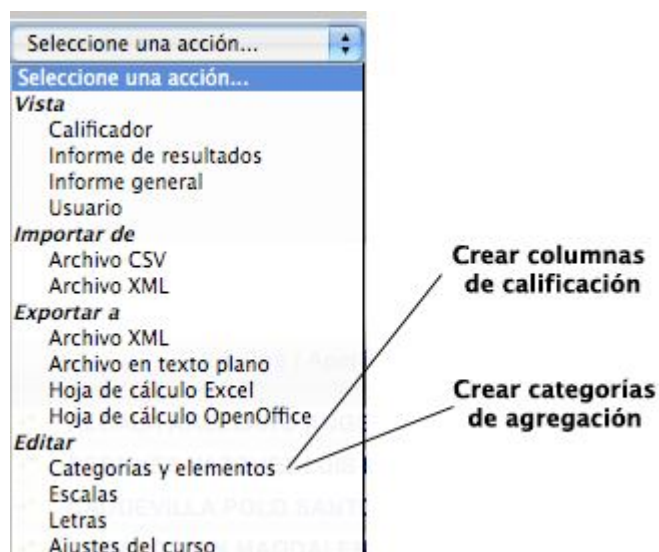 Seleccione una acción...
Seleccione una acción...
Vista
Calificador
Informe de resultados
Informe general
Usuario
Importar de
Archivo CSV
Archivo XML
Exportar a
Archivo XML
Archivo en texto plano
Hoja de cálculo Excel
Hoja de cálculo OpenOffice
Editar
Categorías y elementos
Escalas
Letras
Ajustes del curso
Crear columnas
de calificación
Crear categorías
de agregación